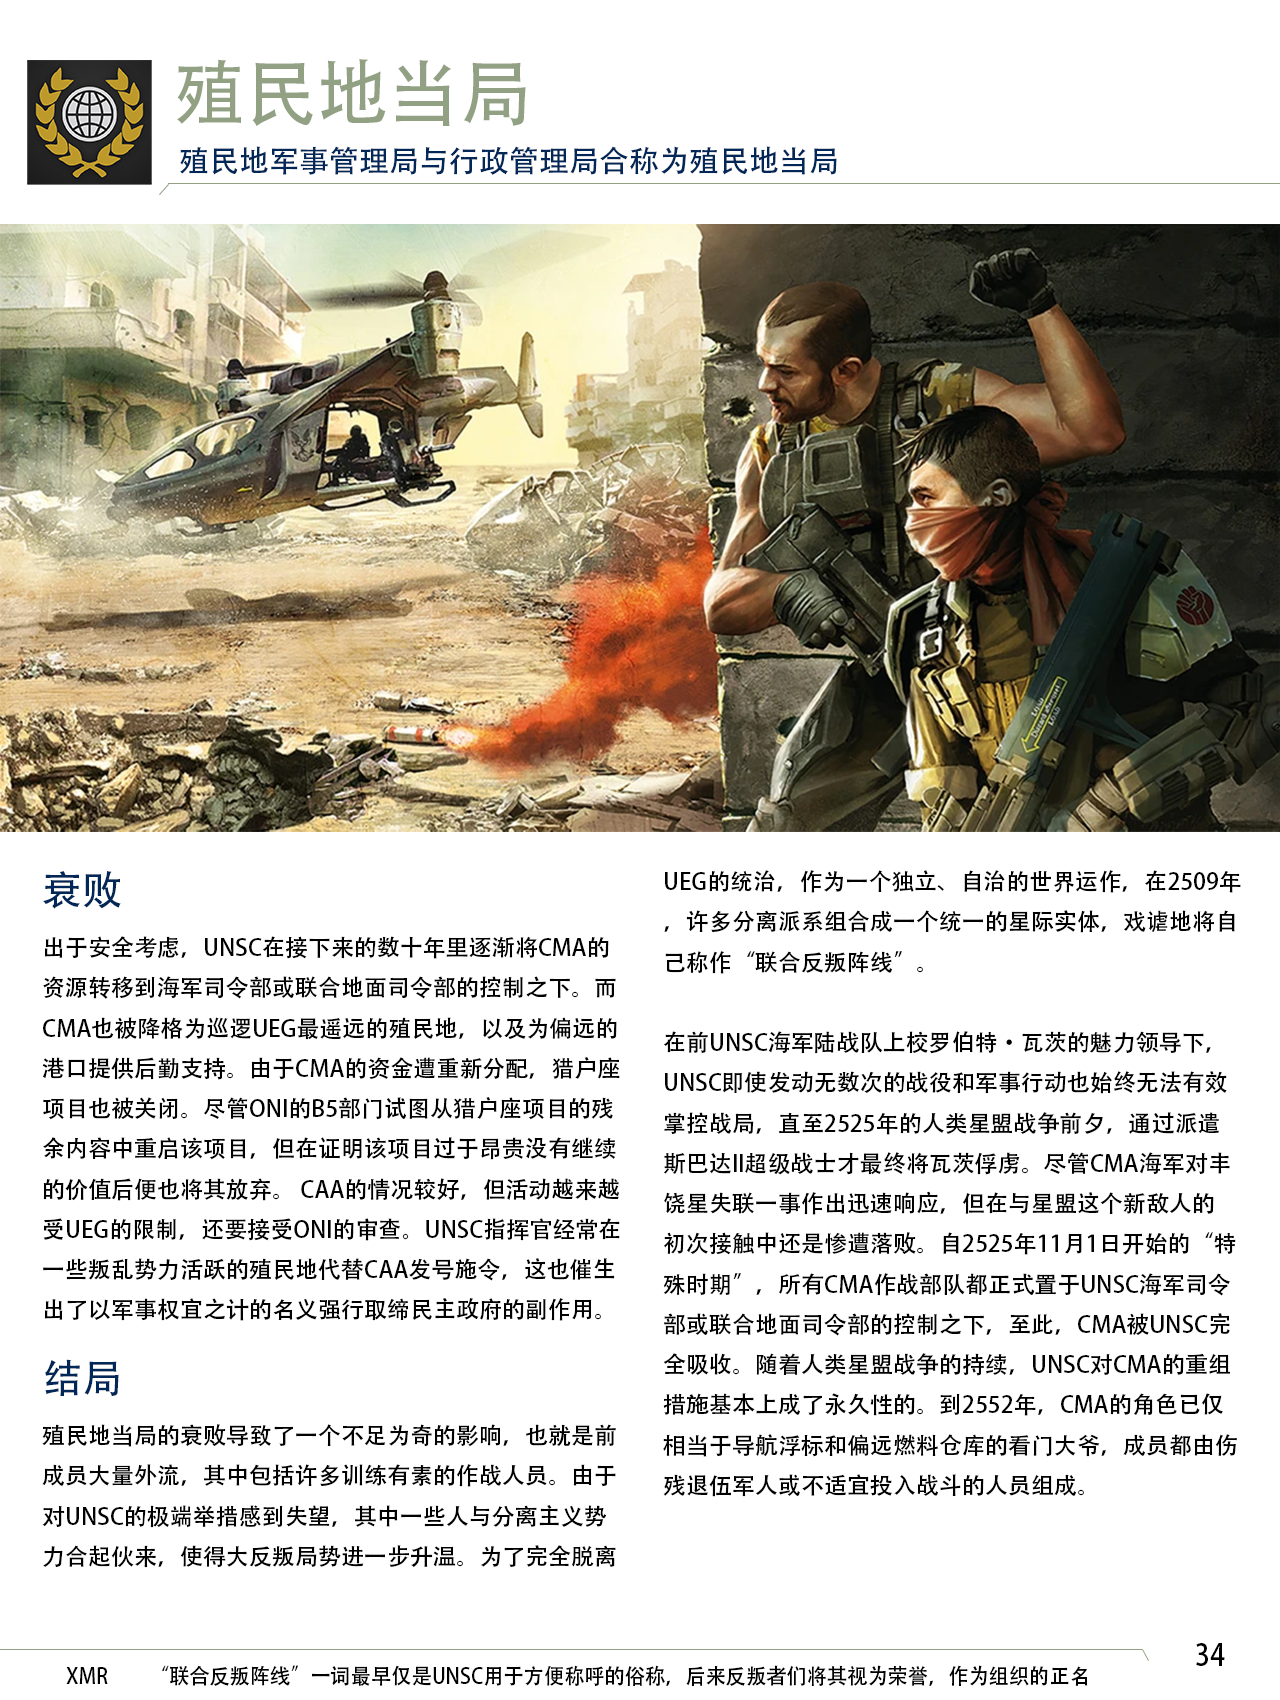 殖民地当局
殖民地军事管理局与行政管理局合称为殖民地当局
衰败
出于安全考虑，UNSC在接下来的数十年里逐渐将CMA的
资源转移到海军司令部或联合地面司令部的控制之下。而
CMA也被降格为巡逻UEG最遥远的殖民地，以及为偏远的
港口提供后勤支持。由于CMA的资金遭重新分配，猎户座
项目也被关闭。尽管ONI的B5部门试图从猎户座项目的残
余内容中重启该项目，但在证明该项目过于昂贵没有继续
的价值后便也将其放弃。 CAA的情况较好，但活动越来越
受UEG的限制，还要接受ONI的审查。UNSC指挥官经常在
一些叛乱势力活跃的殖民地代替CAA发号施令，这也催生
出了以军事权宜之计的名义强行取缔民主政府的副作用。
结局
殖民地当局的衰败导致了一个不足为奇的影响，也就是前
成员大量外流，其中包括许多训练有素的作战人员。由于
对UNSC的极端举措感到失望，其中一些人与分离主义势
力合起伙来，使得大反叛局势进一步升温。为了完全脱离
UEG的统治，作为一个独立、自治的世界运作，在2509年
，许多分离派系组合成一个统一的星际实体，戏谑地将自
己称作“联合反叛阵线”。
在前UNSC海军陆战队上校罗伯特·瓦茨的魅力领导下，
UNSC即使发动无数次的战役和军事行动也始终无法有效
掌控战局，直至2525年的人类星盟战争前夕，通过派遣
斯巴达II超级战士才最终将瓦茨俘虏。尽管CMA海军对丰
饶星失联一事作出迅速响应，但在与星盟这个新敌人的
初次接触中还是惨遭落败。自2525年11月1日开始的“特
殊时期”，所有CMA作战部队都正式置于UNSC海军司令
部或联合地面司令部的控制之下，至此，CMA被UNSC完
全吸收。随着人类星盟战争的持续，UNSC对CMA的重组
措施基本上成了永久性的。到2552年，CMA的角色已仅
相当于导航浮标和偏远燃料仓库的看门大爷，成员都由伤
残退伍军人或不适宜投入战斗的人员组成。
34
XMR “联合反叛阵线”一词最早仅是UNSC用于方便称呼的俗称，后来反叛者们将其视为荣誉，作为组织的正名